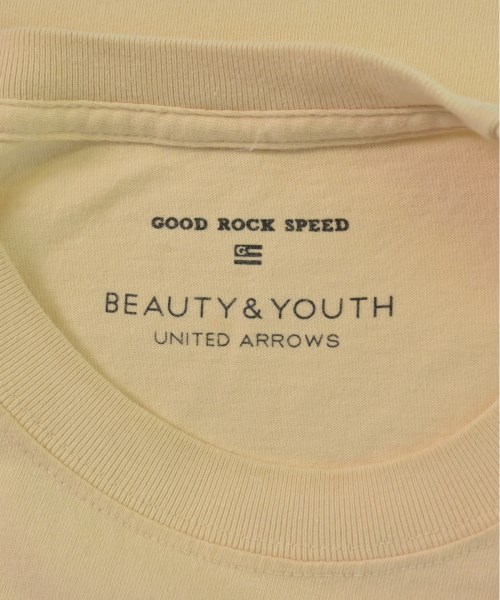 GOOD ROCK SPEED
G
BEAUTY & YOUTH
UNITED ARROWS